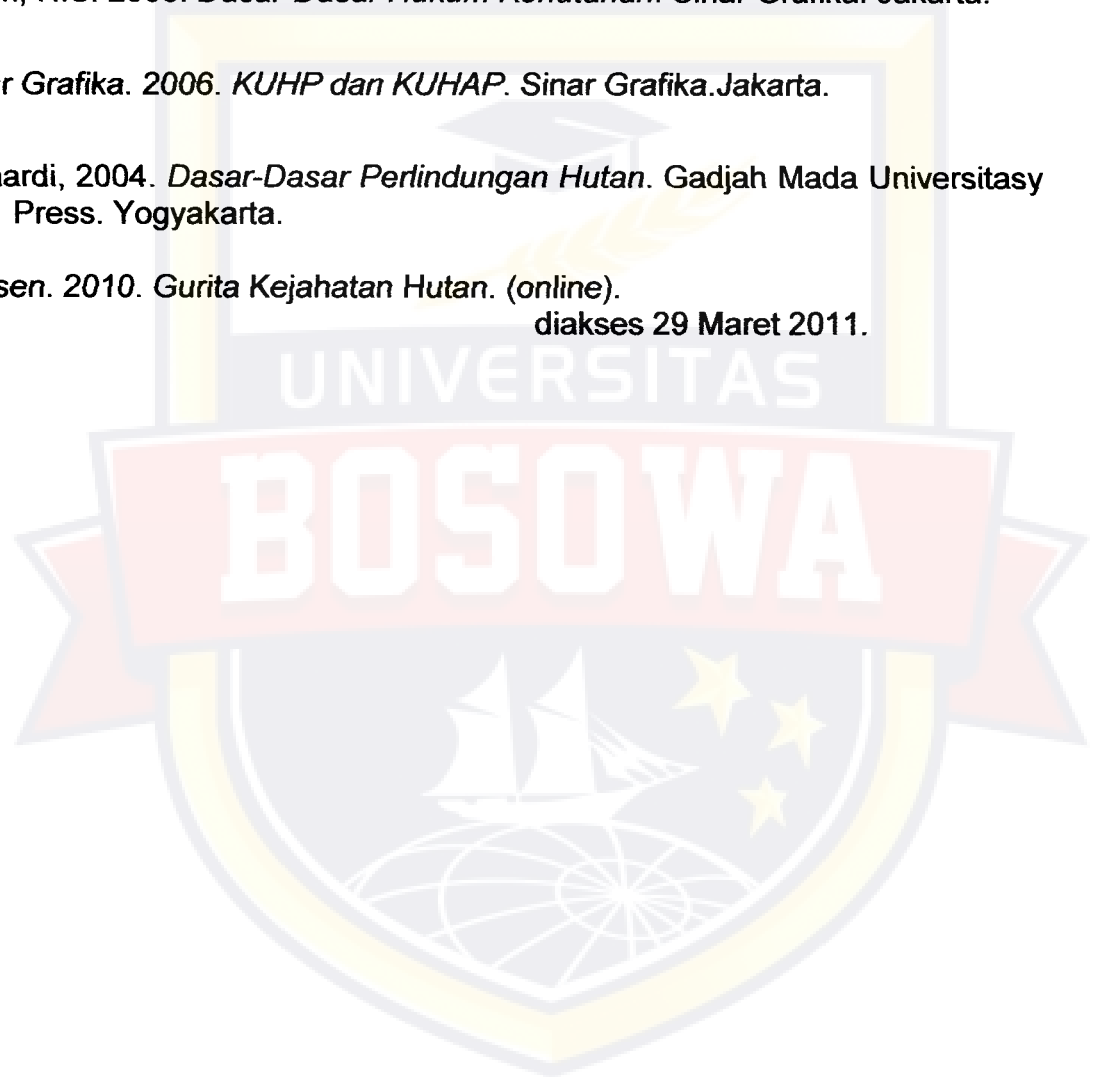 r Grafika. 2006. KUHP dan KUHAP. Sinar Grafika.Jakarta.
ardi, 2004. Dasar-Dasar Perlindungan Hutan. Gadjah Mada Universitasy
Press. Yogyakarta.
sen. 2010. Gurita Kejahatan Hutan. (online).
diakses 29 Maret 2011.
UNIVERSITAS
BOSOWA